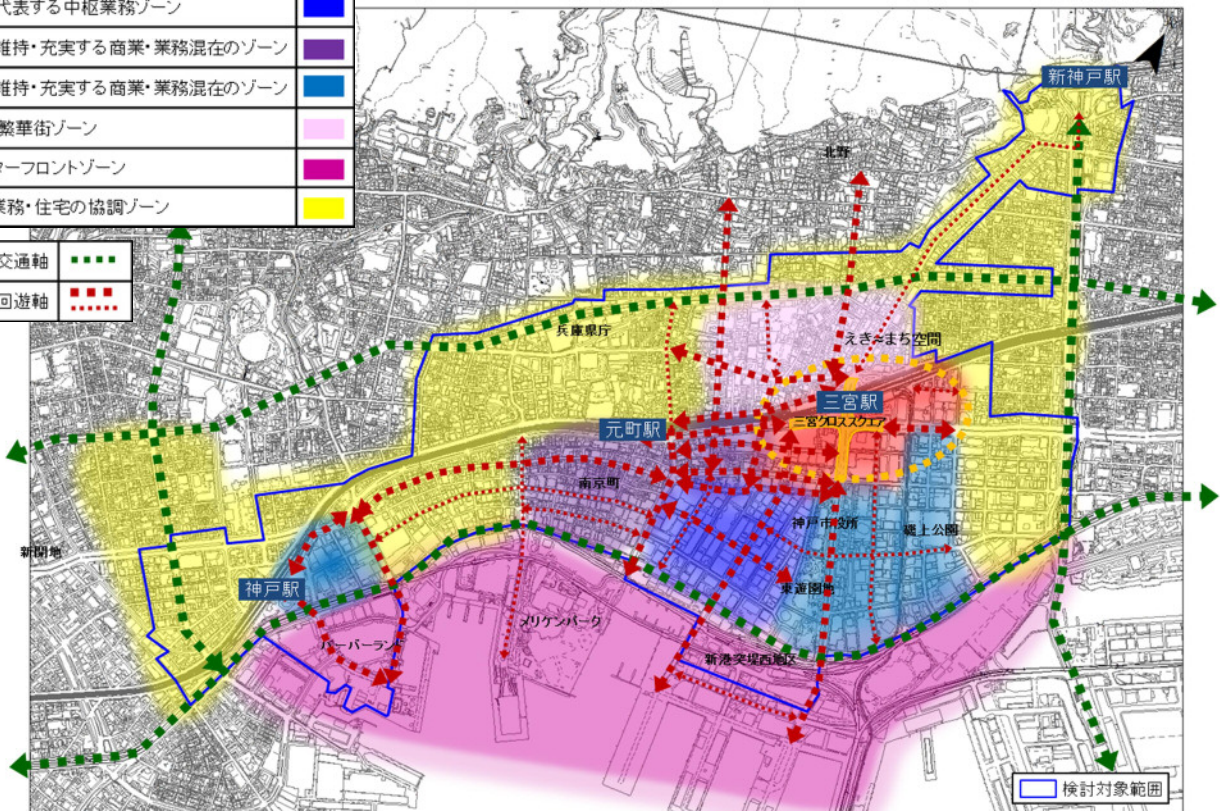 代表する中枢業務ゾーン
維持・充実する商業・業務混在のゾーン
維持・充実する商業・業務混在のゾーン
繁華街ゾーン
ターフロントゾーン
業務・住宅の協調ゾーン
交通軸
回遊軸
新神戸駅
北野
兵庫県庁
えき≈まち空間
三宮駅
三宮クロススクエア
元町駅
南京町
神戸市役所
磯上公園
新開地
神戸駅
東遊園地
メリケンパーク
ハーバーランド
新港突堤西地区
検討対象範囲